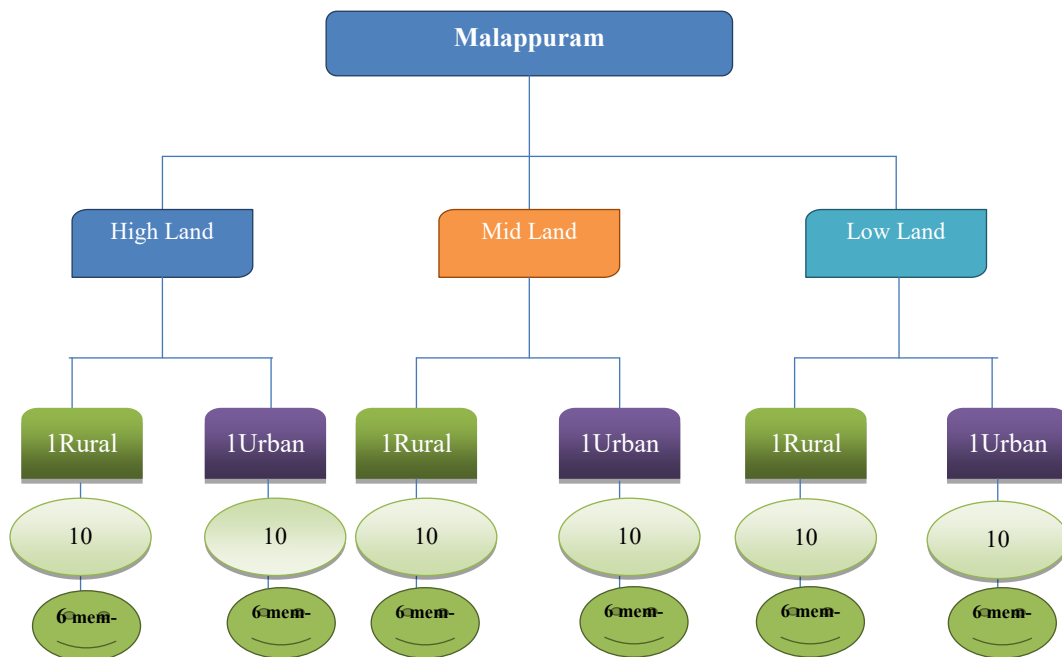 Malappuram
High Land
Mid Land
Low Land
1Rural
1Urban
1Rural
1Urban
1Rural
1Urban
10
10
10
10
10
10
6 mem-
6 mem-
6 mem-
6 mem-
6 mem-
6 mem-